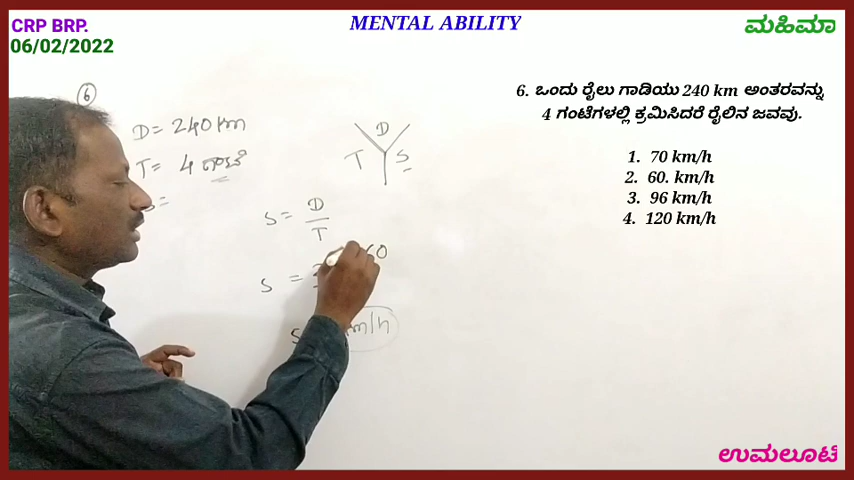 CRP BRP.
06/02/2022
MENTAL ABILITY
ಮಹಿಮಾ
6. ಒಂದು ರೈಲು ಗಾಡಿಯು 240 km ಅಂತರವನ್ನು
4 ಗಂಟೆಗಳಲ್ಲಿ ಕ್ರಮಿಸಿದರೆ ರೈಲಿನ ಜವವು.
1. 70 km/h
2. 60. km/h
3. 96 km/h
4. 120 km/h
6
D = 240 km
T = 4 ಗಂಟೆ
S =
D
T S
S = D
T
S =
60
S
km/h
ಉಮಲೂಟಿ